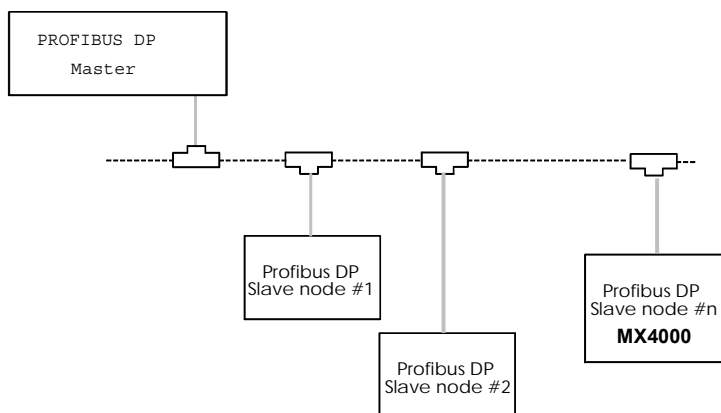 PROFIBUS DP
Master
Profibus DP
Slave node #1
Profibus DP
Slave node #2
Profibus DP
Slave node #n
MX4000